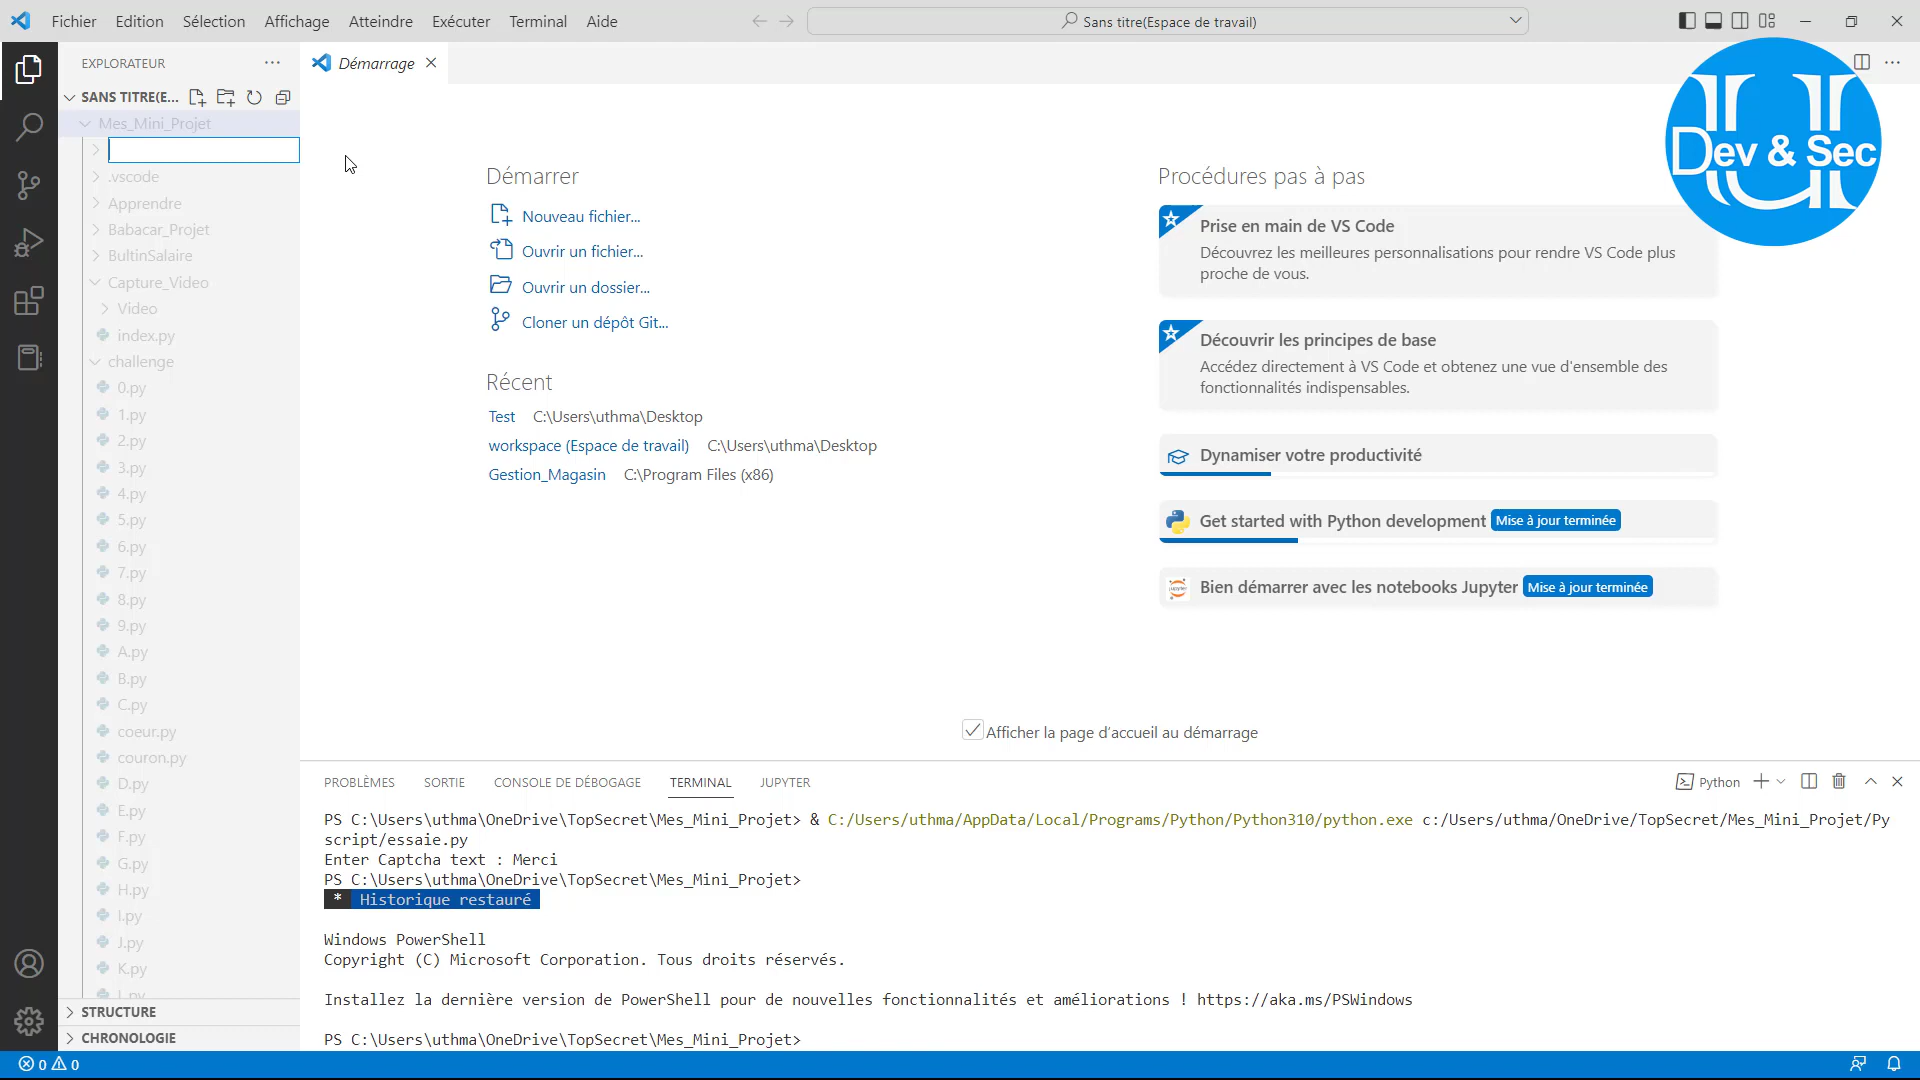 Fichier Edition Sélection Affichage Atteindre Exécuter Terminal Aide
Sans titre(Espace de travail)
EXPLORATEUR
Démarrage
SANS TITRE(E...
Mes_Mini_Projet
.vscode
Apprendre
Babacar_Projet
BultinSalaire
Capture_Video
Video
index.py
challenge
0.py
1.py
2.py
3.py
4.py
5.py
6.py
7.py
8.py
9.py
A.py
B.py
C.py
coeur.py
couron.py
D.py
E.py
F.py
G.py
H.py
I.py
J.py
K.py
L.py
STRUCTURE
CHRONOLOGIE
Démarrer
Nouveau fichier...
Ouvrir un fichier...
Ouvrir un dossier...
Cloner un dépôt Git...
Récent
Test C:\Users\uthma\Desktop
workspace (Espace de travail) C:\Users\uthma\Desktop
Gestion_Magasin C:\Program Files (x86)
Procédures pas à pas
Prise en main de VS Code
Découvrez les meilleures personnalisations pour rendre VS Code plus
proche de vous.
Découvrir les principes de base
Accédez directement à VS Code et obtenez une vue d'ensemble des
fonctionnalités indispensables.
Dynamiser votre productivité
Get started with Python development Mise à jour terminée
Bien démarrer avec les notebooks Jupyter Mise à jour terminée
U
Dev & Sec
Afficher la page d'accueil au démarrage
PROBLÈMES SORTIE CONSOLE DE DÉBOGAGE TERMINAL JUPYTER
Python
PS C:\Users\uthma\OneDrive\TopSecret\Mes_Mini_Projet> & C:/Users/uthma/AppData/Local/Programs/Python/Python310/python.exe c:/Users/uthma/OneDrive/TopSecret/Mes_Mini_Projet/Py
script/essaie.py
Enter Captcha text : Merci
PS C:\Users\uthma\OneDrive\TopSecret\Mes_Mini_Projet>
* Historique restauré
Windows PowerShell
Copyright (C) Microsoft Corporation. Tous droits réservés.
Installez la dernière version de PowerShell pour de nouvelles fonctionnalités et améliorations ! https://aka.ms/PSWindows
PS C:\Users\uthma\OneDrive\TopSecret\Mes_Mini_Projet>
0 0